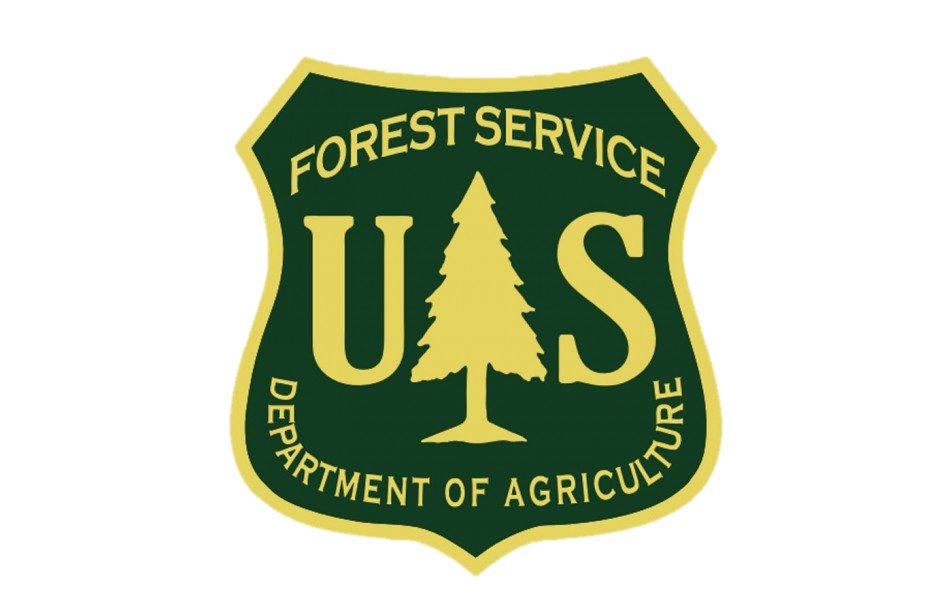 FOREST SERVICE
U S
DEPARTMENT OF AGRICULTURE